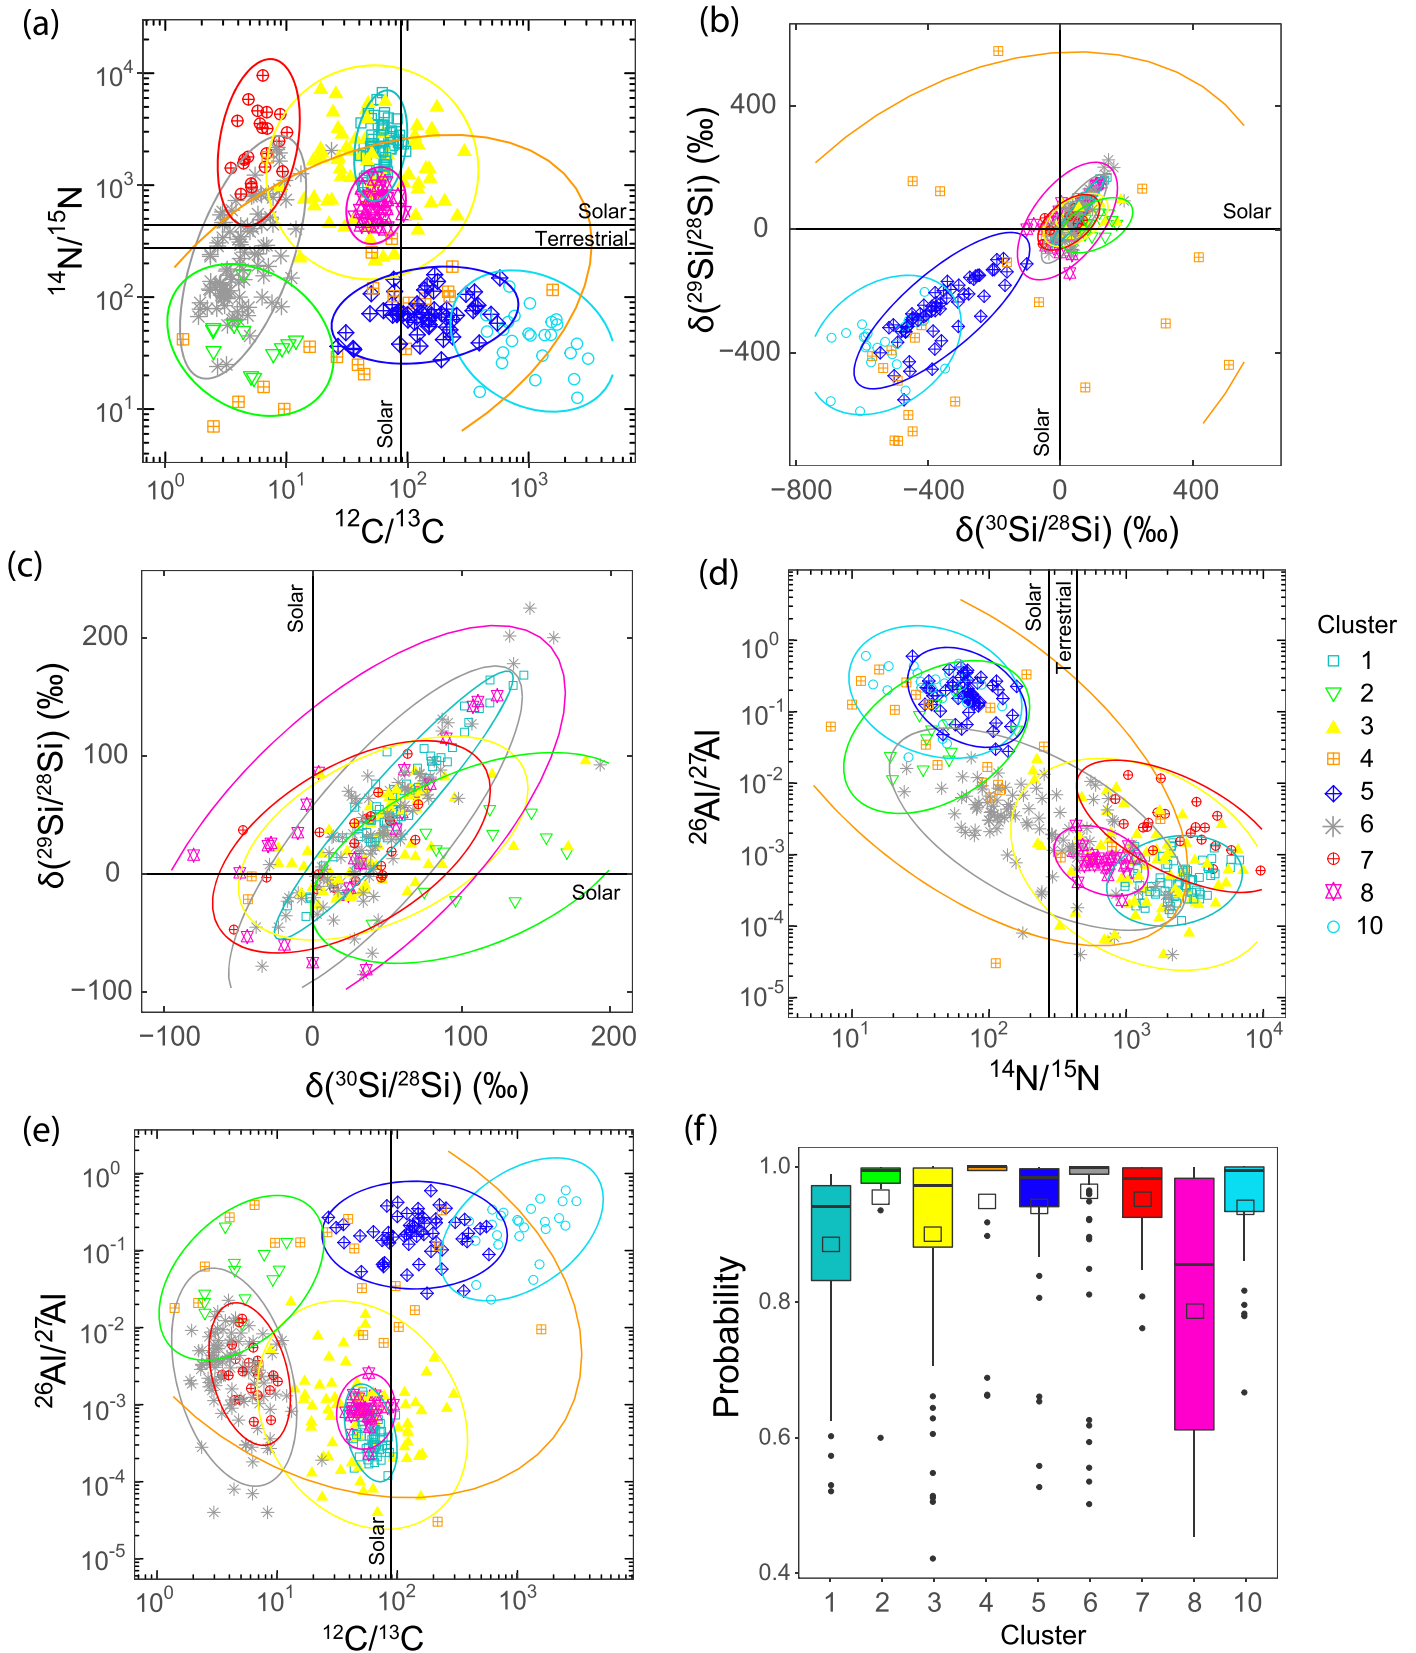 (a)
10⁴
10³
10²
10¹
¹⁴N/¹⁵N
Solar
Terrestrial
Solar
10⁰ 10¹ 10² 10³
¹²C/¹³C
(b)
400
0
−400
δ(²⁹Si/²⁸Si) (‰)
Solar
Solar
−800 −400 0 400
δ(³⁰Si/²⁸Si) (‰)
(c)
200
100
0
−100
δ(²⁹Si/²⁸Si) (‰)
Solar
Solar
−100 0 100 200
δ(³⁰Si/²⁸Si) (‰)
(d)
10⁰
10⁻¹
10⁻²
10⁻³
10⁻⁴
10⁻⁵
²⁶Al/²⁷Al
Solar
Terrestrial
10¹ 10² 10³ 10⁴
¹⁴N/¹⁵N
Cluster
1
2
3
4
5
6
7
8
10
(e)
10⁰
10⁻¹
10⁻²
10⁻³
10⁻⁴
10⁻⁵
²⁶Al/²⁷Al
Solar
10⁰ 10¹ 10² 10³
¹²C/¹³C
(f)
1.0
0.8
0.6
0.4
Probability
1 2 3 4 5 6 7 8 10
Cluster